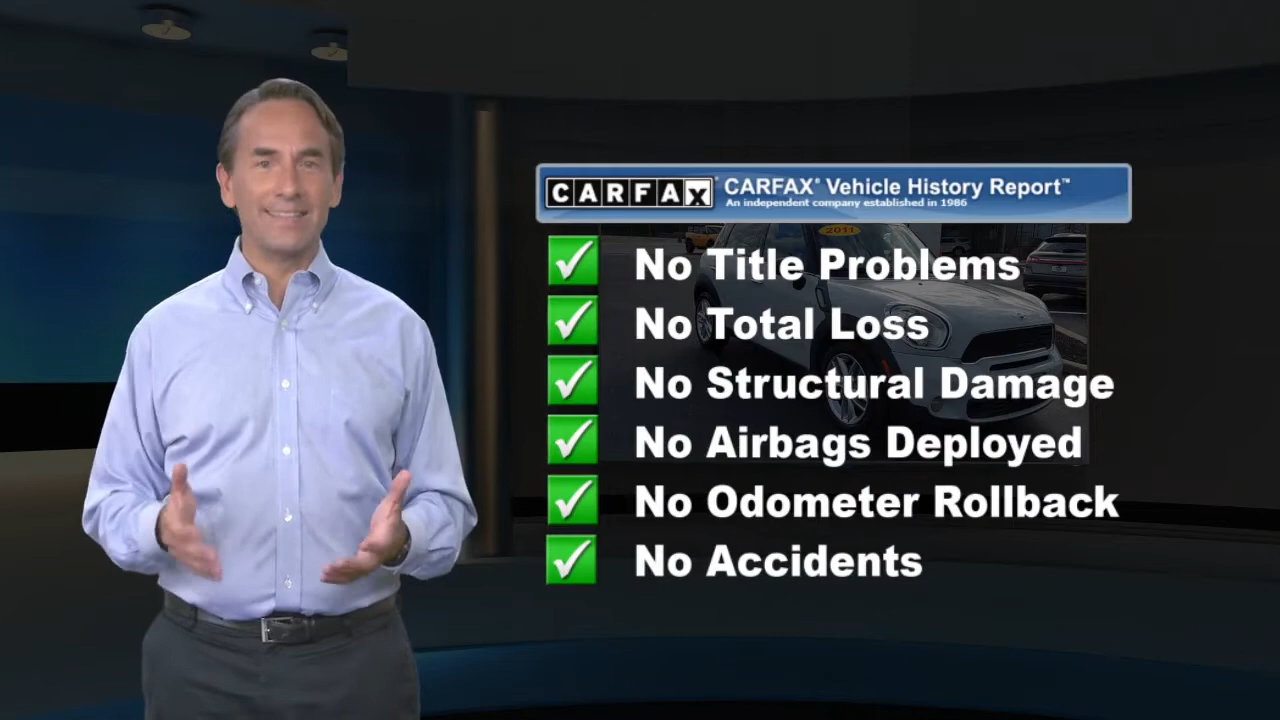 CARFAX
CARFAX® Vehicle History Report™
An independent company established in 1986
2011
No Title Problems
No Total Loss
No Structural Damage
No Airbags Deployed
No Odometer Rollback
No Accidents